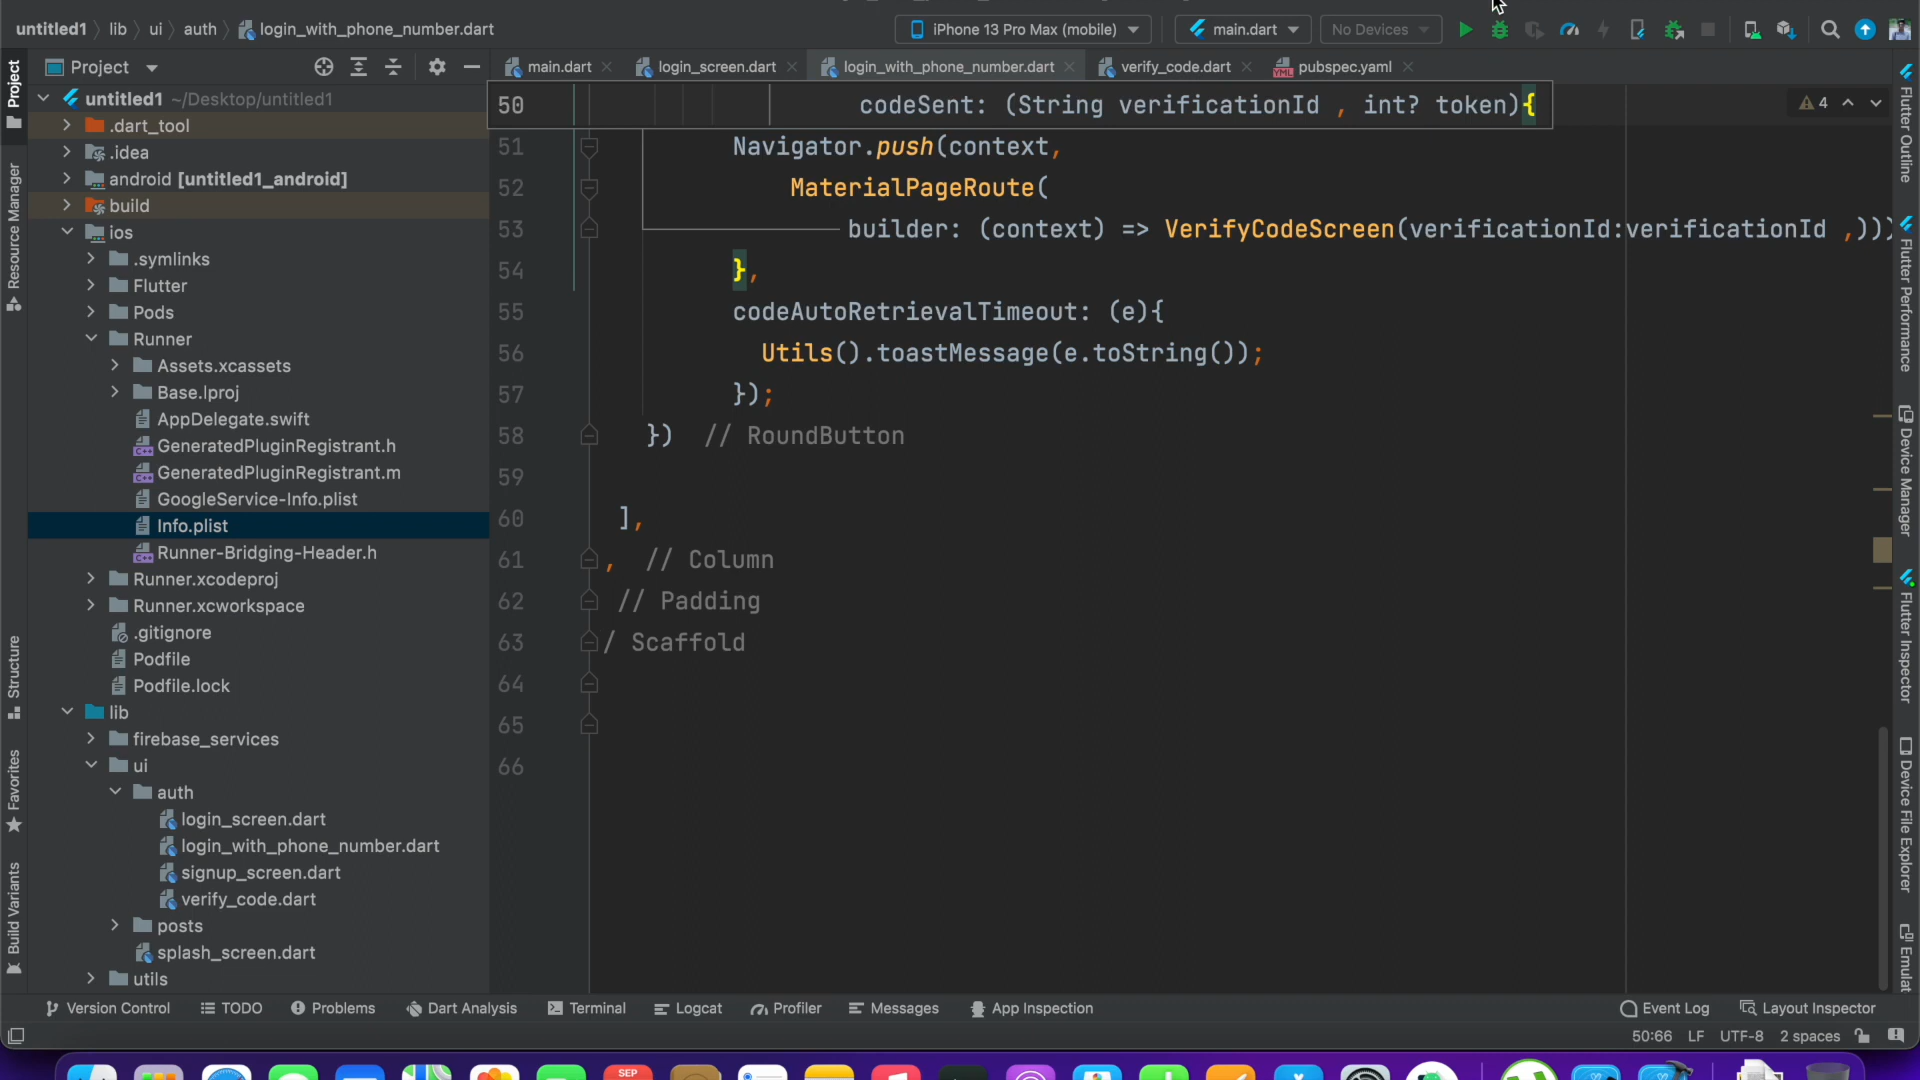 untitled1 lib ui auth login_with_phone_number.dart
iPhone 13 Pro Max (mobile) main.dart No Devices
Project
main.dart login_screen.dart login_with_phone_number.dart verify_code.dart pubspec.yaml
untitled1 ~/Desktop/untitled1
.dart_tool
.idea
android [untitled1_android]
build
ios
.symlinks
Flutter
Pods
Runner
Assets.xcassets
Base.lproj
AppDelegate.swift
GeneratedPluginRegistrant.h
GeneratedPluginRegistrant.m
GoogleService-Info.plist
Info.plist
Runner-Bridging-Header.h
Runner.xcodeproj
Runner.xcworkspace
.gitignore
Podfile
Podfile.lock
lib
firebase_services
ui
auth
login_screen.dart
login_with_phone_number.dart
signup_screen.dart
verify_code.dart
posts
splash_screen.dart
utils
50 codeSent: (String verificationId , int? token){
4
51 Navigator.push(context,
52 MaterialPageRoute(
53 builder: (context) => VerifyCodeScreen(verificationId:verificationId ,)))
54 },
55 codeAutoRetrievalTimeout: (e){
56 Utils().toastMessage(e.toString());
57 });
58 }) // RoundButton
59
60 ],
61 , // Column
62 // Padding
63 / Scaffold
64
65
66
Project
Resource Manager
Structure
Favorites
Build Variants
Flutter Outline
Flutter Performance
Device Manager
Flutter Inspector
Device File Explorer
Emulat
Version Control TODO Problems Dart Analysis Terminal Logcat Profiler Messages App Inspection Event Log Layout Inspector
50:66 LF UTF-8 2 spaces
SEP